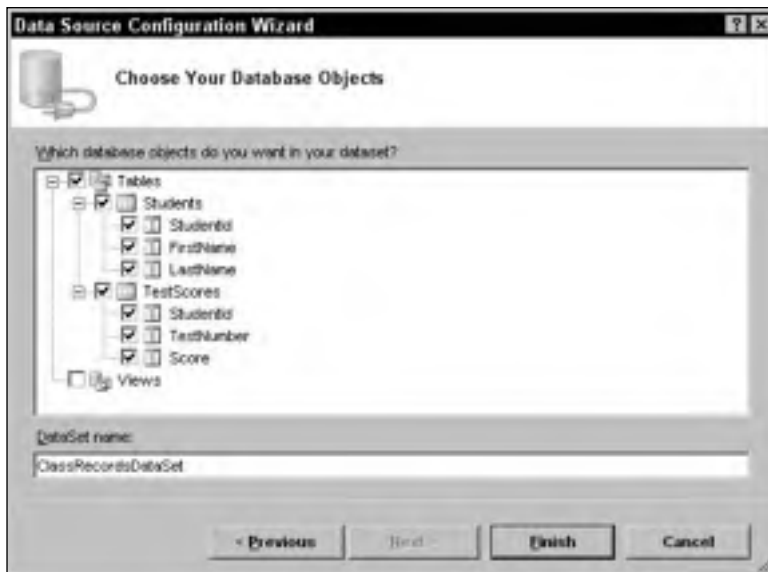 Data Source Configuration Wizard
Choose Your Database Objects
Which database objects do you want in your dataset?
Tables
Students
StudentId
FirstName
LastName
TestScores
StudentId
TestNumber
Score
Views
DataSet name:
ClassRecordsDataSet
< Previous
Next >
Finish
Cancel